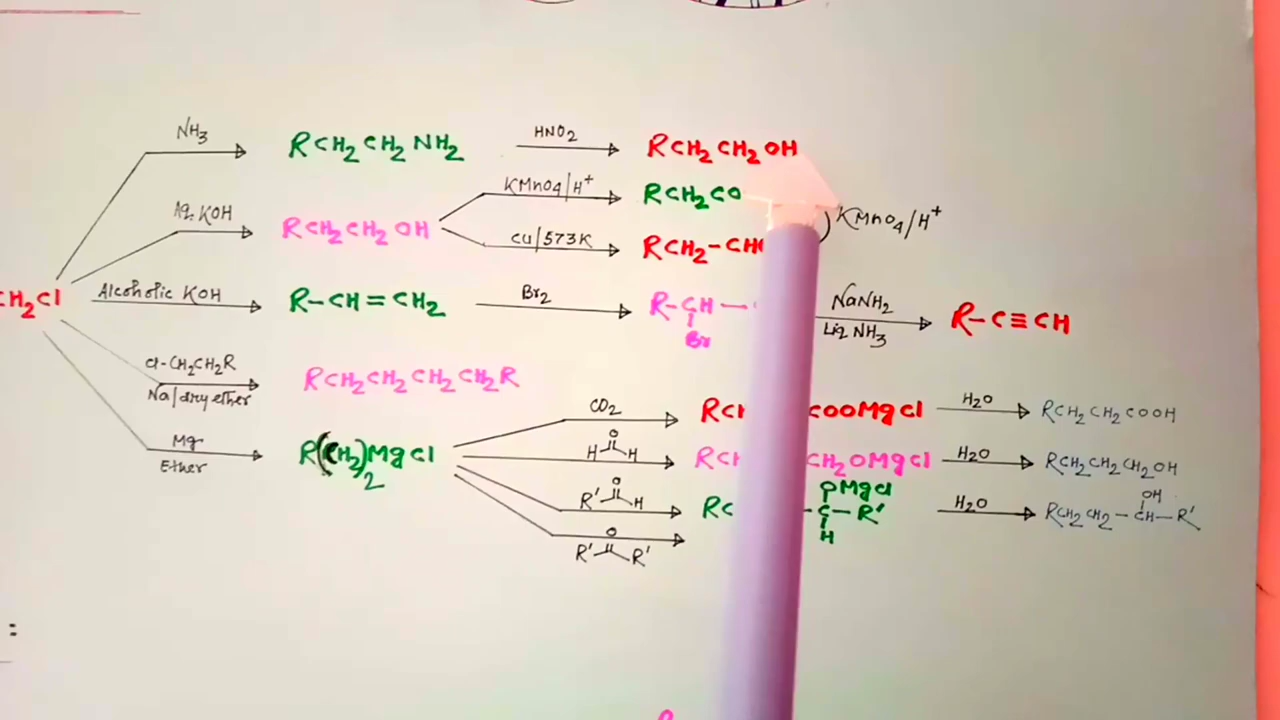 NH3 RCH2CH2NH2 HNO2 RCH2CH2OH
KMnO4/H+ RCH2CO
Aq. KOH RCH2CH2OH KMnO4/H+
Cu/573K RCH2-CHO
CH2Cl Alcoholic KOH R-CH=CH2 Br2 R-CH- NaNH2 R-C≡CH
Br Liq NH3
Cl-CH2CH2R RCH2CH2CH2CH2R
Na/dry ether
CO2 COOMgCl H2O RCH2CH2COOH
Mg R(CH2)2MgCl
Ether
O
H H CH2OMgCl H2O RCH2CH2CH2OH
O OMgCl OH
R' H C-R' H2O RCH2CH2-CH-R'
H
O
R' R'
: